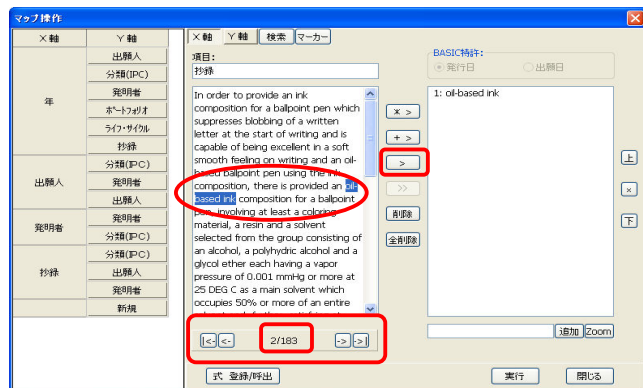 マップ操作
X 軸
Y 軸
年
出願人
分類(IPC)
発明者
ポートフォリオ
ライフ・サイクル
抄録
出願人
分類(IPC)
発明者
出願人
発明者
発明者
分類(IPC)
抄録
分類(IPC)
出願人
発明者
新規
X 軸
Y 軸
検索
マーカー
項目:
抄録
In order to provide an ink
composition for a ballpoint pen which
suppresses blobbing of a written
letter at the start of writing and is
capable of being excellent in a soft
smooth feeling on writing and an oil-
based ballpoint pen using the ink
composition, there is provided an oil-
based ink composition for a ballpoint
pen, involving at least a coloring
material, a resin and a solvent
selected from the group consisting of
an alcohol, a polyhydric alcohol and a
glycol ether each having a vapor
pressure of 0.001 mmHg or more at
25 DEG C as a main solvent which
occupies 50% or more of an entire
|<-
<-
2/183
->
->|
* >
+ >
>
>>
削除
全削除
BASIC特許:
発行日
出願日
1: oil-based ink
上
×
下
追加
Zoom
式 登録/呼出
実行
閉じる